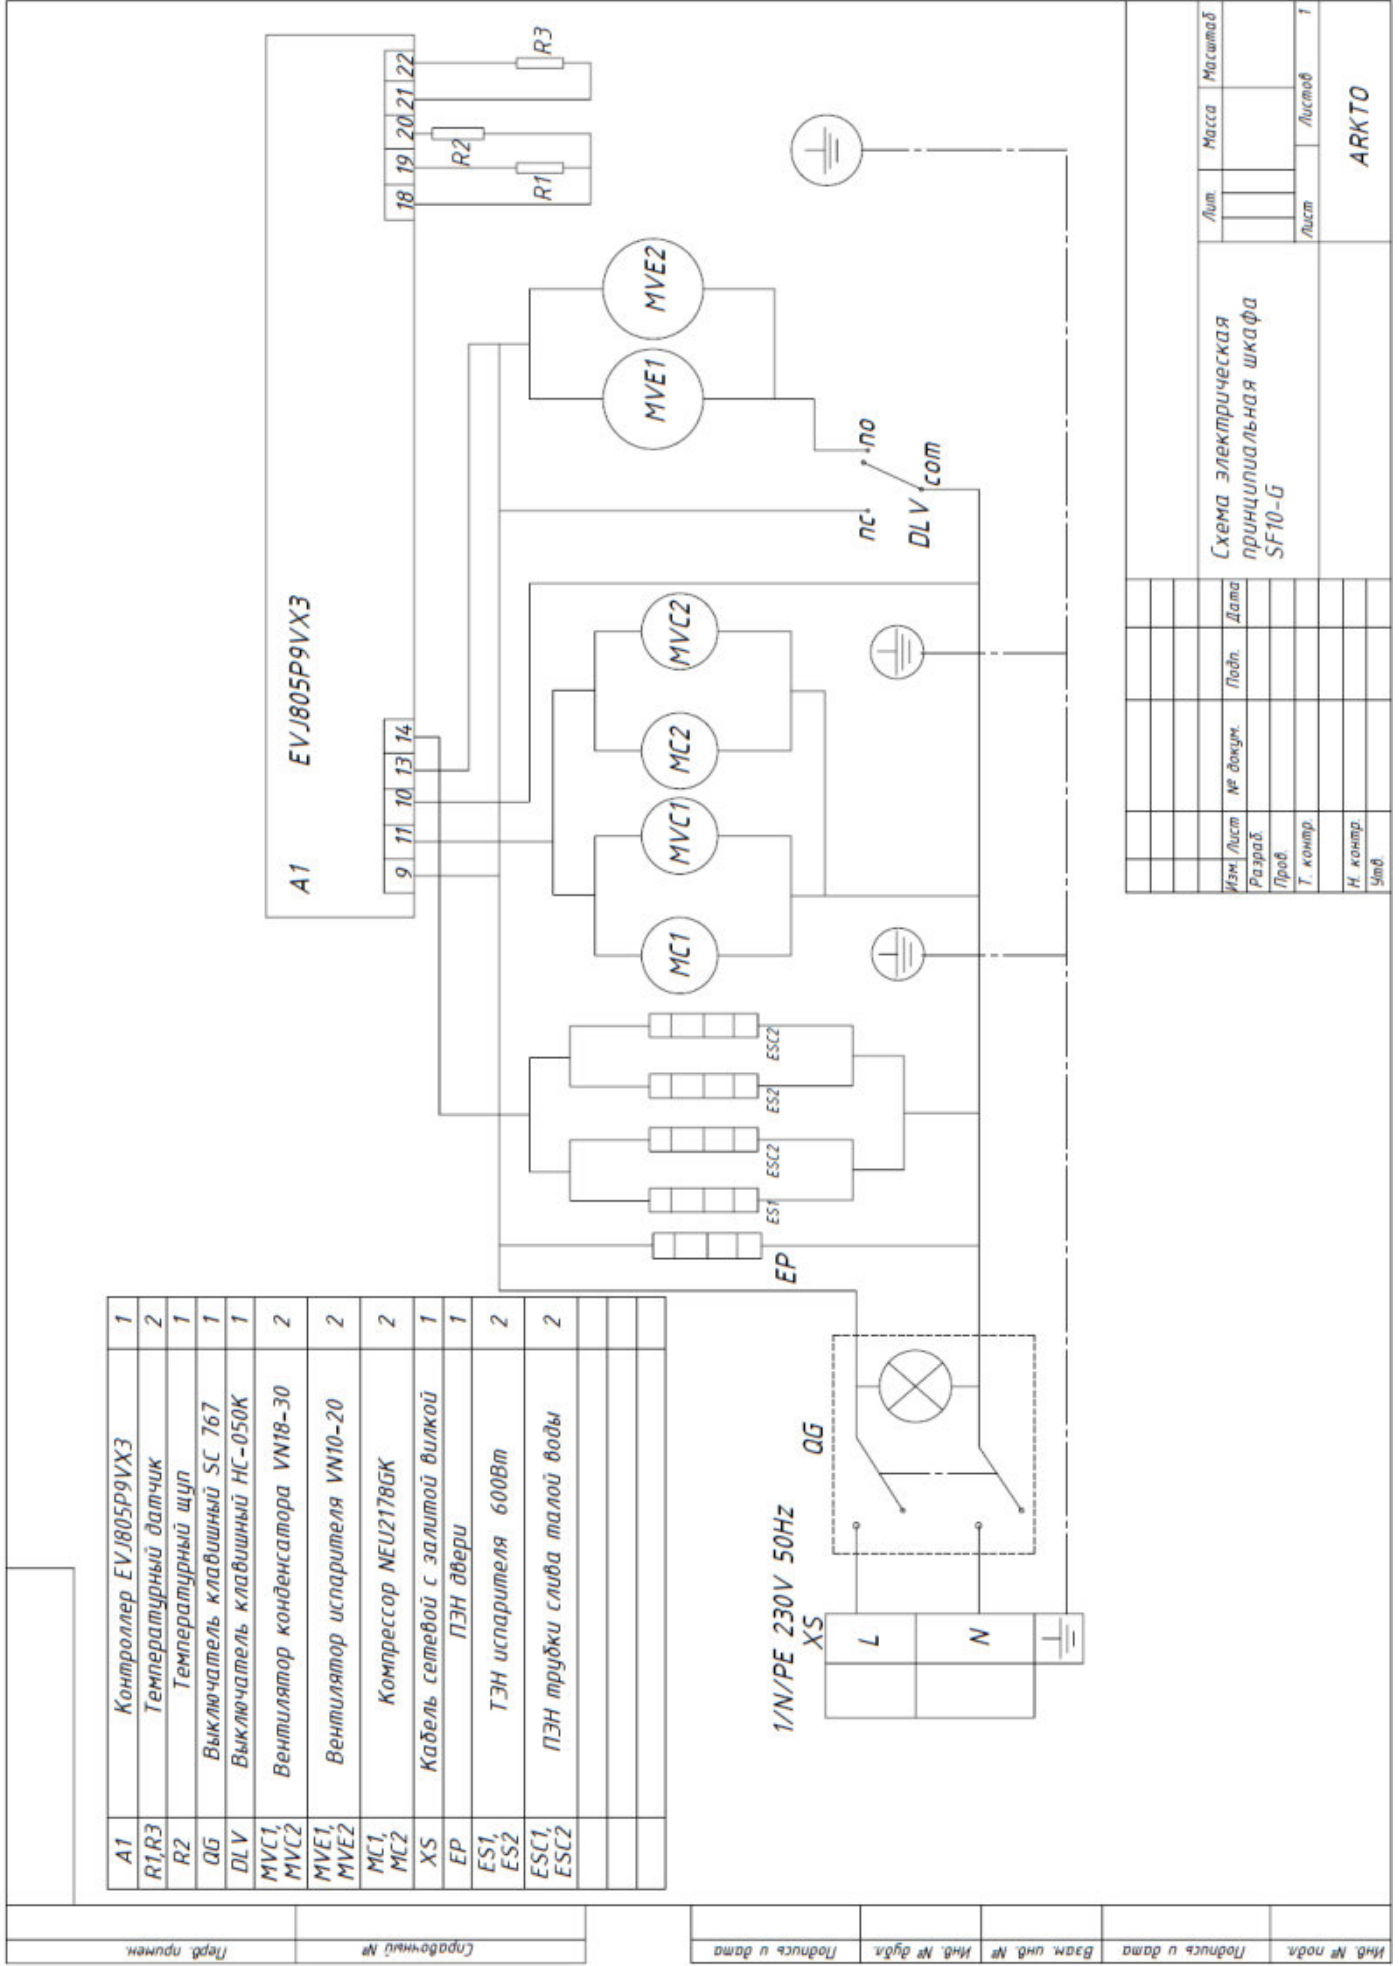 A1 Контроллер EVJ805P9VX3 1
R1,R3 Температурный датчик 2
R2 Температурный щуп 1
QG Выключатель клавишный SC 767 1
DLV Выключатель клавишный HC-050K 1
MVC1,
MVC2 Вентилятор конденсатора VN18-30 2
MVE1,
MVE2 Вентилятор испарителя VN10-20 2
MC1,
MC2 Компрессор NEU2178GK 2
XS Кабель сетевой с залитой вилкой 1
EP ПЭН двери 1
ES1,
ES2 ТЭН испарителя 600Вт 2
ESC1,
ESC2 ПЭН трубки слива талой воды 2
A1 EVJ805P9VX3
9 11 10 13 14
18 19 20 21 22
R1
R2
R3
MVE1
MVE2
MC1
MVC1
MC2
MVC2
nc
no
DLV
com
EP
ES1
ESC2
ES2
ESC2
QG
1/N/PE 230V 50Hz
XS
L
N
Изм. Лист № докум. Подп. Дата
Разраб.
Пров.
Т. контр.
Н. контр.
Утв.
Схема электрическая
принципиальная шкафа
SF10-G
Лит. Масса Масштаб
Лист Листов 1
ARKTO
Перв. примен.
Справочный №
Подпись и дата
Инв. № дубл.
Взам. инв. №
Подпись и дата
Инв. № подл.